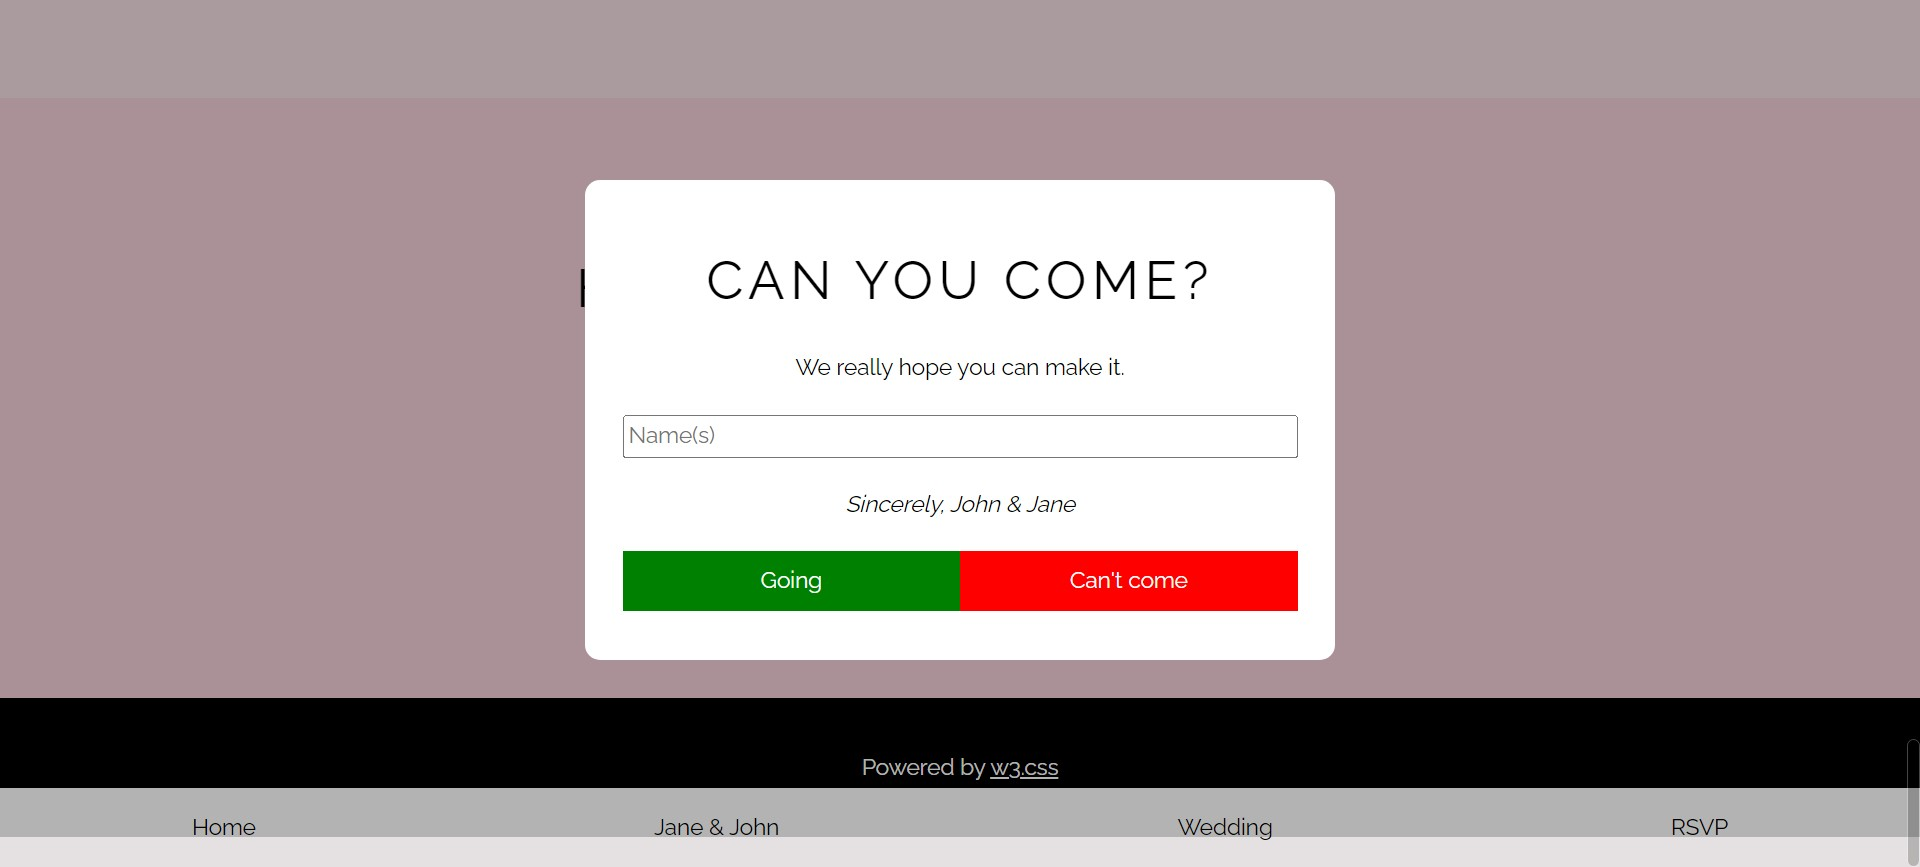 CAN YOU COME?
We really hope you can make it.
Name(s)
Sincerely, John & Jane
Going Can't come
Powered by w3.css
Home Jane & John Wedding RSVP